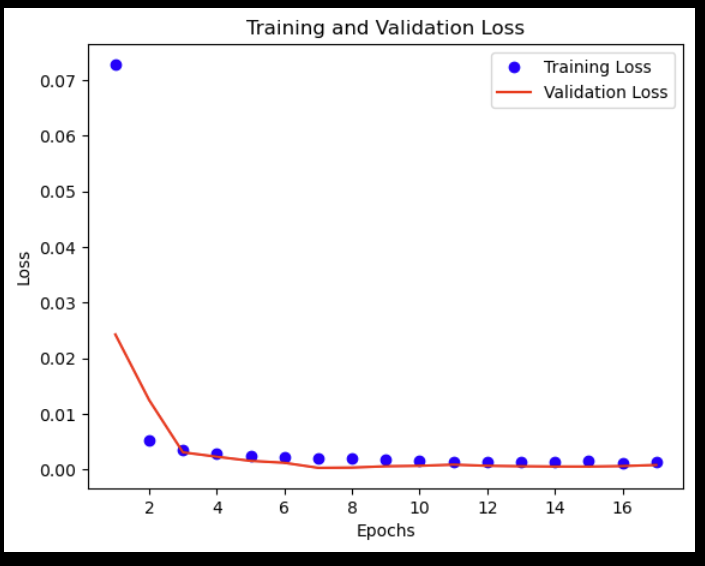 Training and Validation Loss
Training Loss
Validation Loss
0.07
0.06
0.05
0.04
0.03
0.02
0.01
0.00
Loss
2 4 6 8 10 12 14 16
Epochs